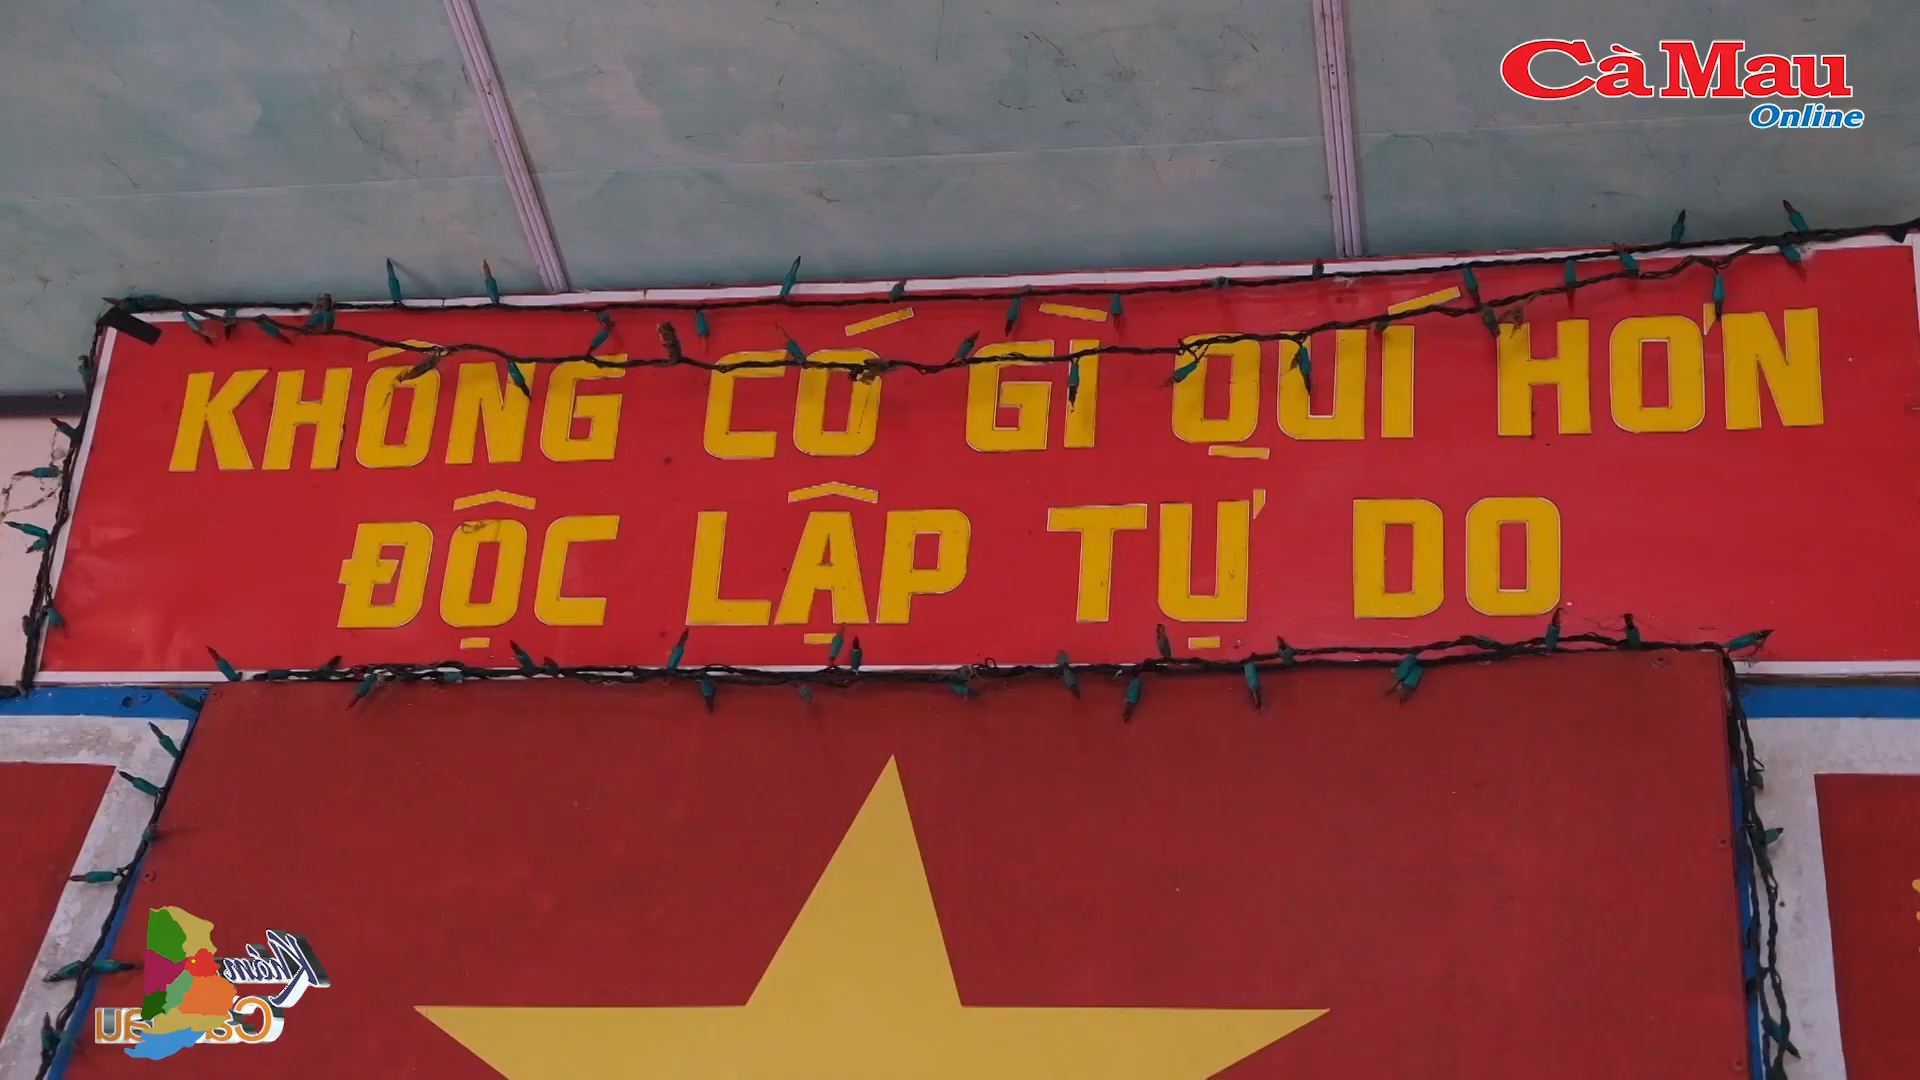 Cà Mau
Online
KHÔNG CÓ GÌ QUÍ HƠN
ĐỘC LẬP TỰ DO